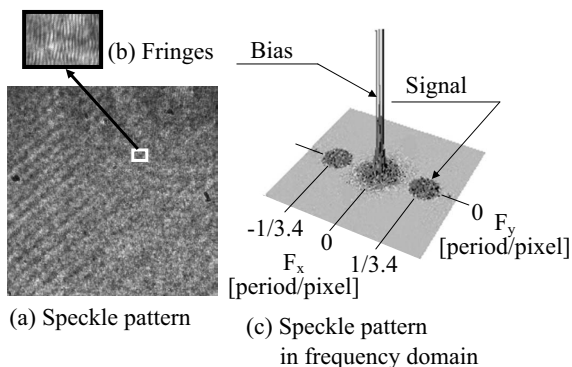 (b) Fringes
(a) Speckle pattern
Bias
Signal
-1/3.4
0
1/3.4
0
F_x
[period/pixel]
F_y
[period/pixel]
(c) Speckle pattern
in frequency domain